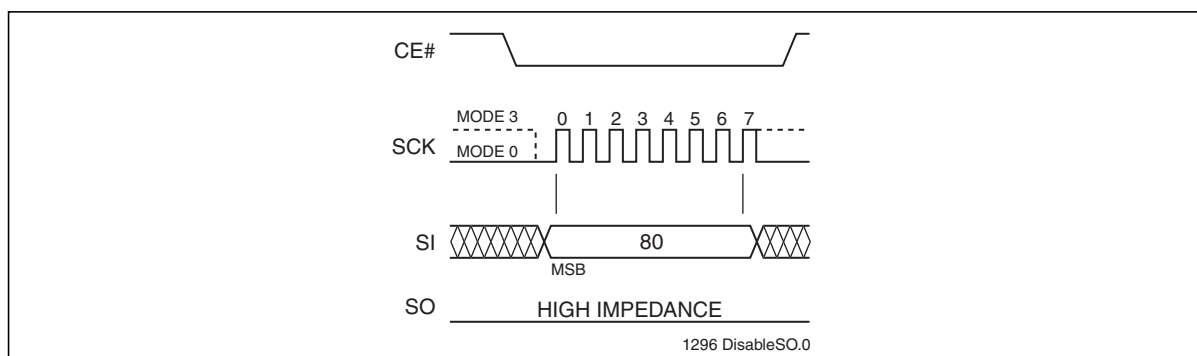 CE#
MODE 3
0 1 2 3 4 5 6 7
SCK
MODE 0
SI
80
MSB
SO
HIGH IMPEDANCE
1296 DisableSO.0